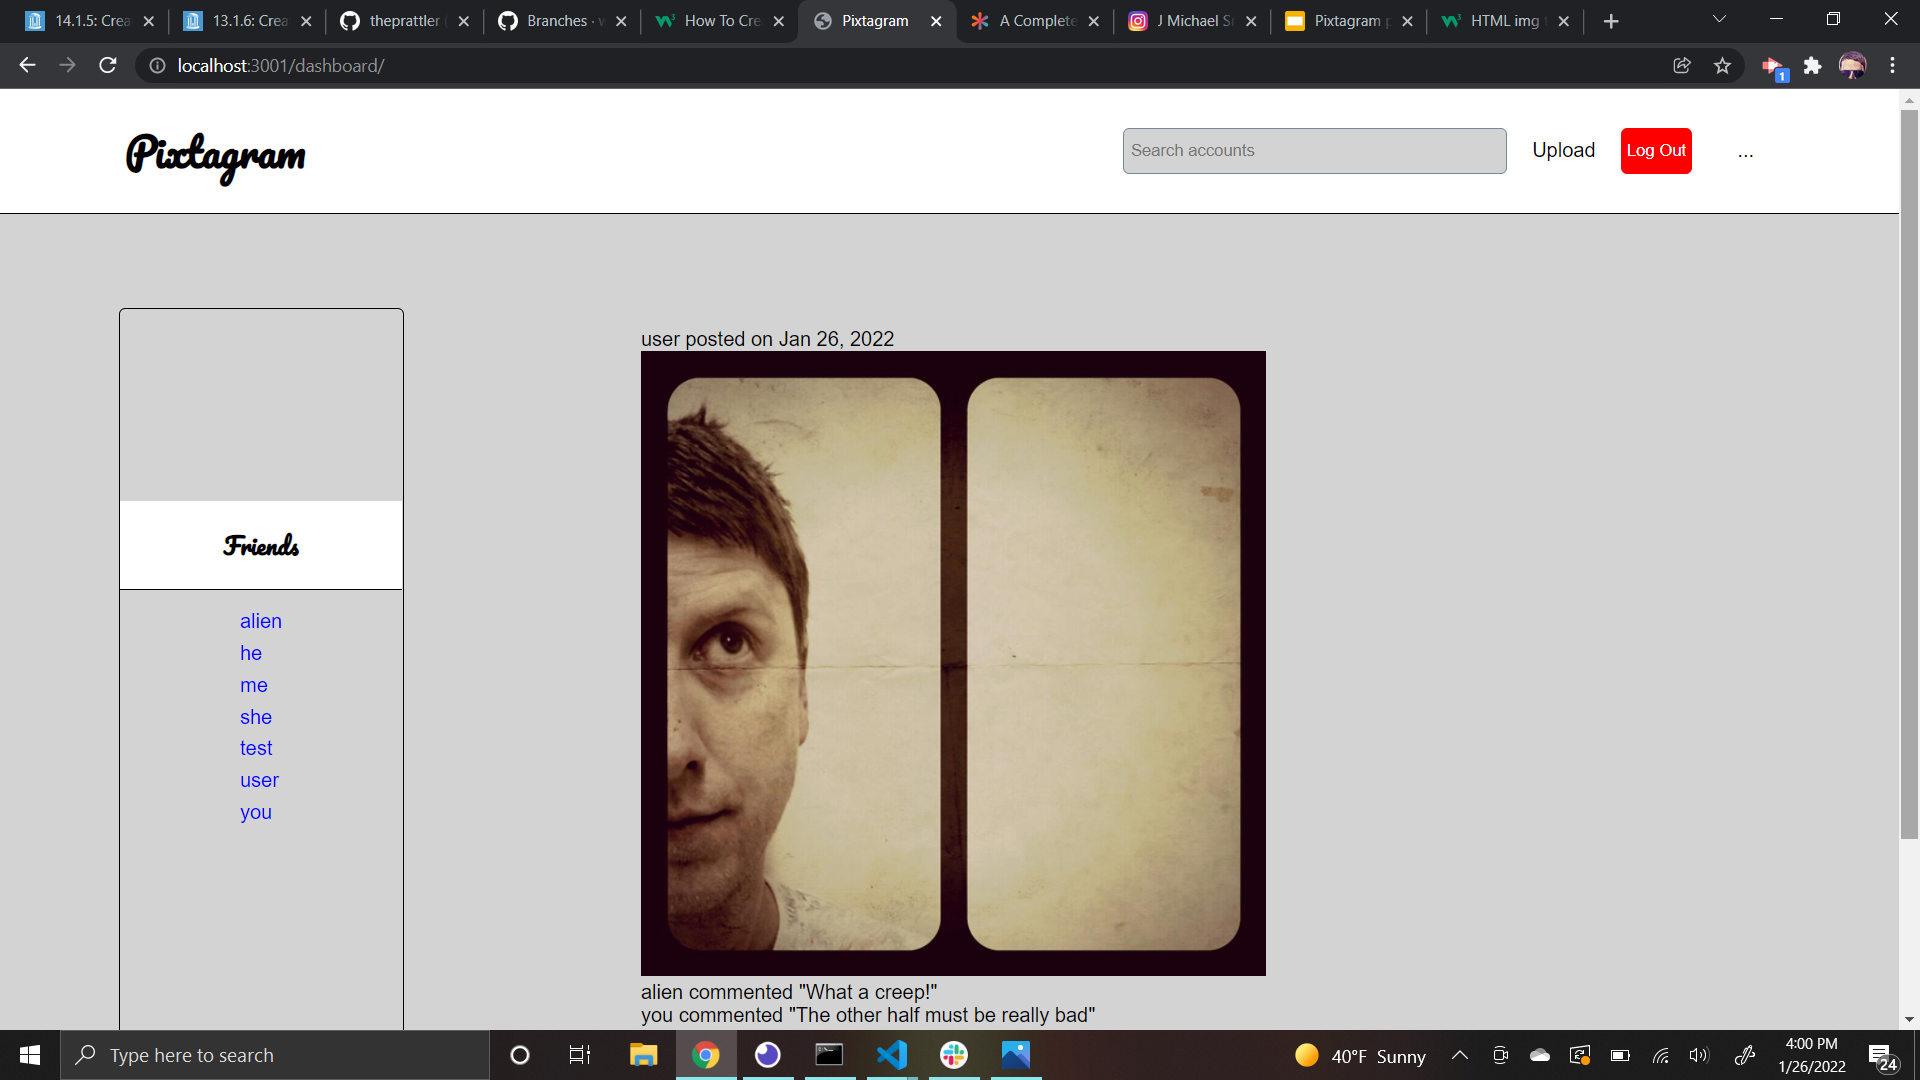 14.1.5: Crea
13.1.6: Crea
theprattler
Branches · w
How To Cre
Pixtagram
A Complete
J Michael Sm
Pixtagram p
HTML img t
localhost:3001/dashboard/
1
Pixtagram
Search accounts
Upload
Log Out
...
user posted on Jan 26, 2022
Friends
alien
he
me
she
test
user
you
alien commented "What a creep!"
you commented "The other half must be really bad"
Type here to search
40°F Sunny
4:00 PM
1/26/2022
24